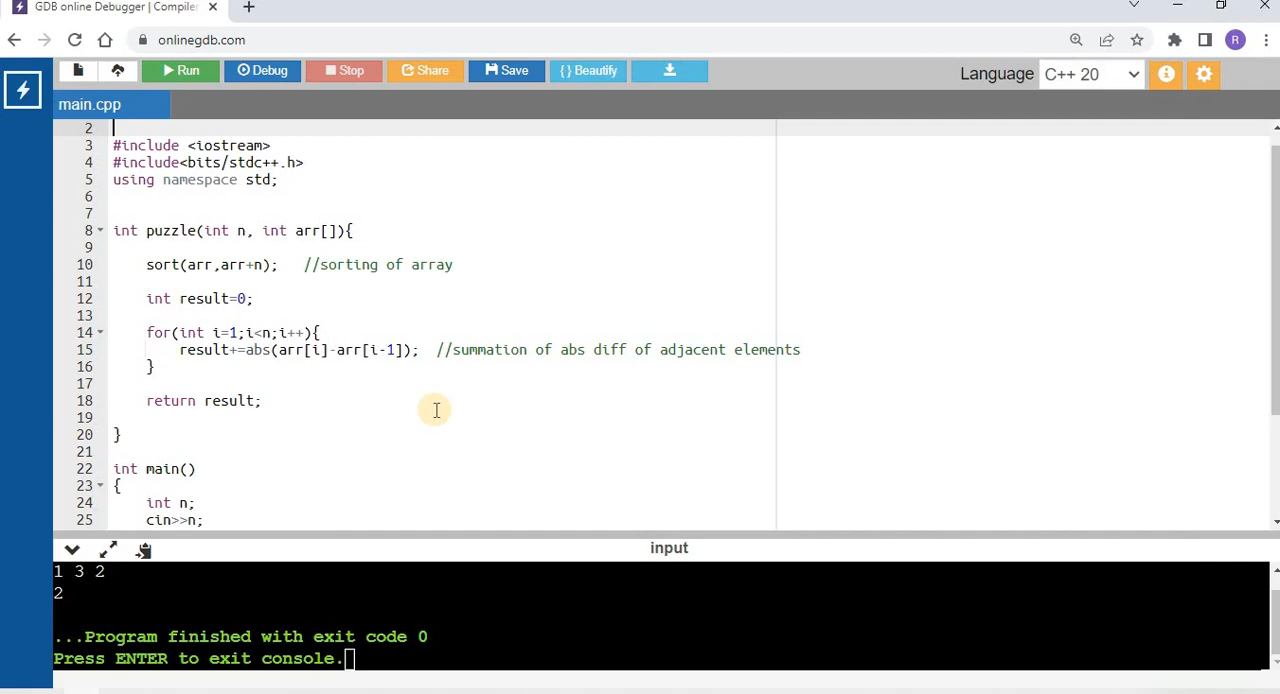 GDB online Debugger | Compiler
onlinegdb.com
R
Run
Debug
Stop
Share
Save
{ } Beautify
Language
C++ 20
main.cpp
2
3 #include <iostream>
4 #include<bits/stdc++.h>
5 using namespace std;
6
7
8 int puzzle(int n, int arr[]){
9
10 sort(arr,arr+n); //sorting of array
11
12 int result=0;
13
14 for(int i=1;i<n;i++){
15 result+=abs(arr[i]-arr[i-1]); //summation of abs diff of adjacent elements
16 }
17
18 return result;
19
20 }
21
22 int main()
23 {
24 int n;
25 cin>>n;
input
1 3 2
2
...Program finished with exit code 0
Press ENTER to exit console.